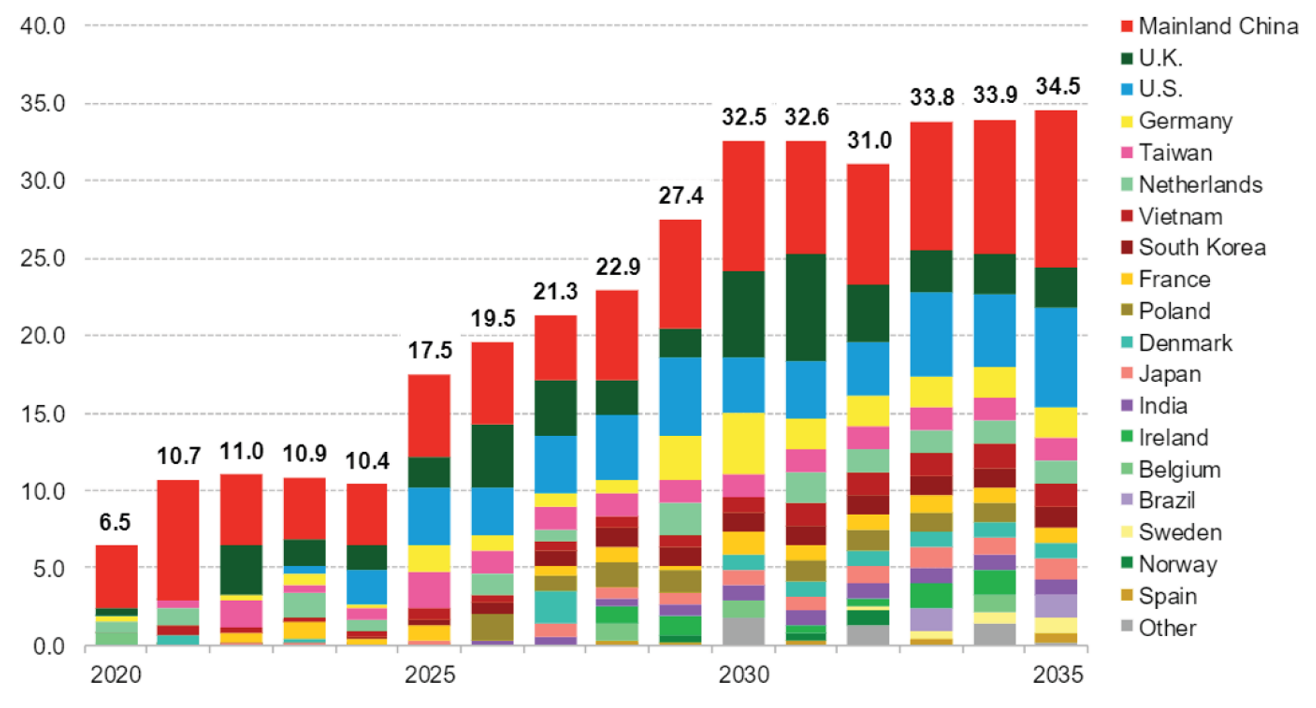 40.0
35.0
30.0
25.0
20.0
15.0
10.0
5.0
0.0
6.5
10.7
11.0
10.9
10.4
17.5
19.5
21.3
22.9
27.4
32.5
32.6
31.0
33.8
33.9
34.5
2020
2025
2030
2035
Mainland China
U.K.
U.S.
Germany
Taiwan
Netherlands
Vietnam
South Korea
France
Poland
Denmark
Japan
India
Ireland
Belgium
Brazil
Sweden
Norway
Spain
Other